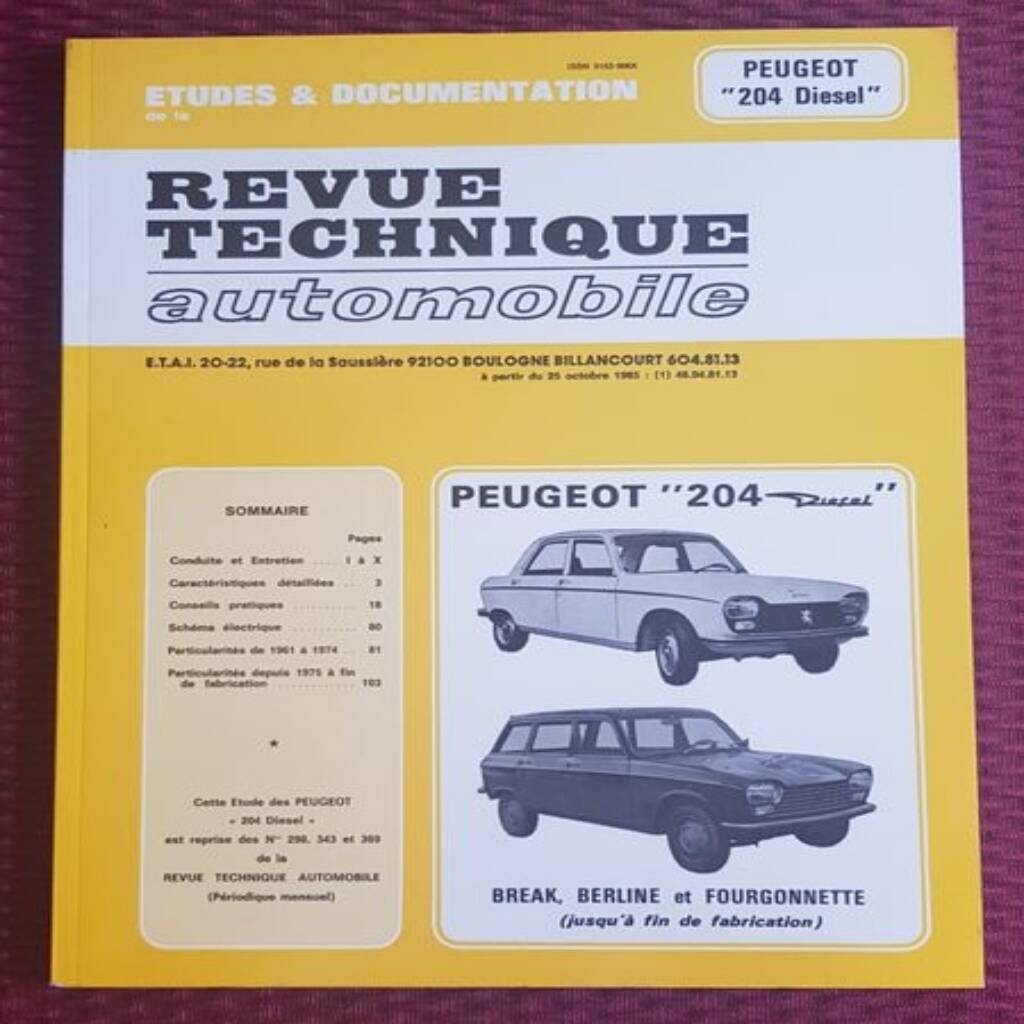 ISSN 0153-906X
ETUDES & DOCUMENTATION
de la
PEUGEOT
"204 Diesel"
REVUE
TECHNIQUE
automobile
E.T.A.I. 20-22, rue de la Saussière 92100 BOULOGNE BILLANCOURT 604.81.13
à partir du 25 octobre 1985 : (1) 46.04.81.13
SOMMAIRE
Pages
Conduite et Entretien .... I à X
Caractéristiques détaillées .. 3
Conseils pratiques .......... 18
Schéma électrique .......... 80
Particularités de 1961 à 1974 .. 81
Particularités depuis 1975 à fin
de fabrication ............ 103
*
Cette Etude des PEUGEOT
« 204 Diesel »
est reprise des Nos 298, 343 et 369
de la
REVUE TECHNIQUE AUTOMOBILE
(Périodique mensuel)
PEUGEOT "204 Diesel"
BREAK, BERLINE et FOURGONNETTE
(jusqu'à fin de fabrication)